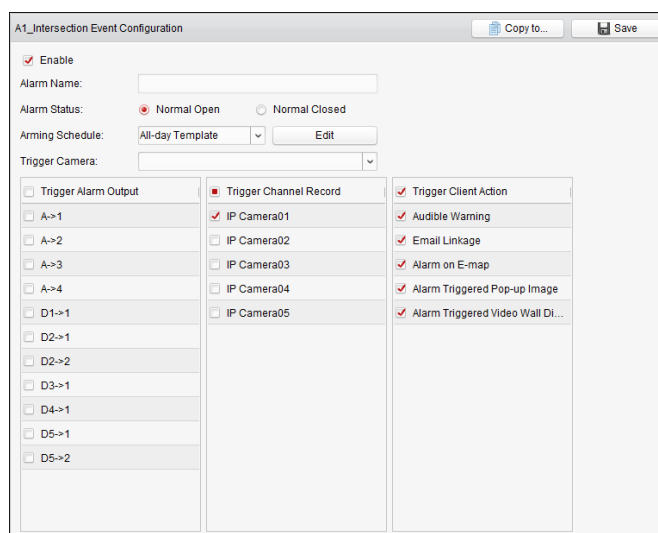 A1_Intersection Event Configuration
Copy to...
Save
Enable
Alarm Name:
Alarm Status:
Normal Open
Normal Closed
Arming Schedule:
All-day Template
Edit
Trigger Camera:
Trigger Alarm Output
A->1
A->2
A->3
A->4
D1->1
D2->1
D2->2
D3->1
D4->1
D5->1
D5->2
Trigger Channel Record
IP Camera01
IP Camera02
IP Camera03
IP Camera04
IP Camera05
Trigger Client Action
Audible Warning
Email Linkage
Alarm on E-map
Alarm Triggered Pop-up Image
Alarm Triggered Video Wall Di...